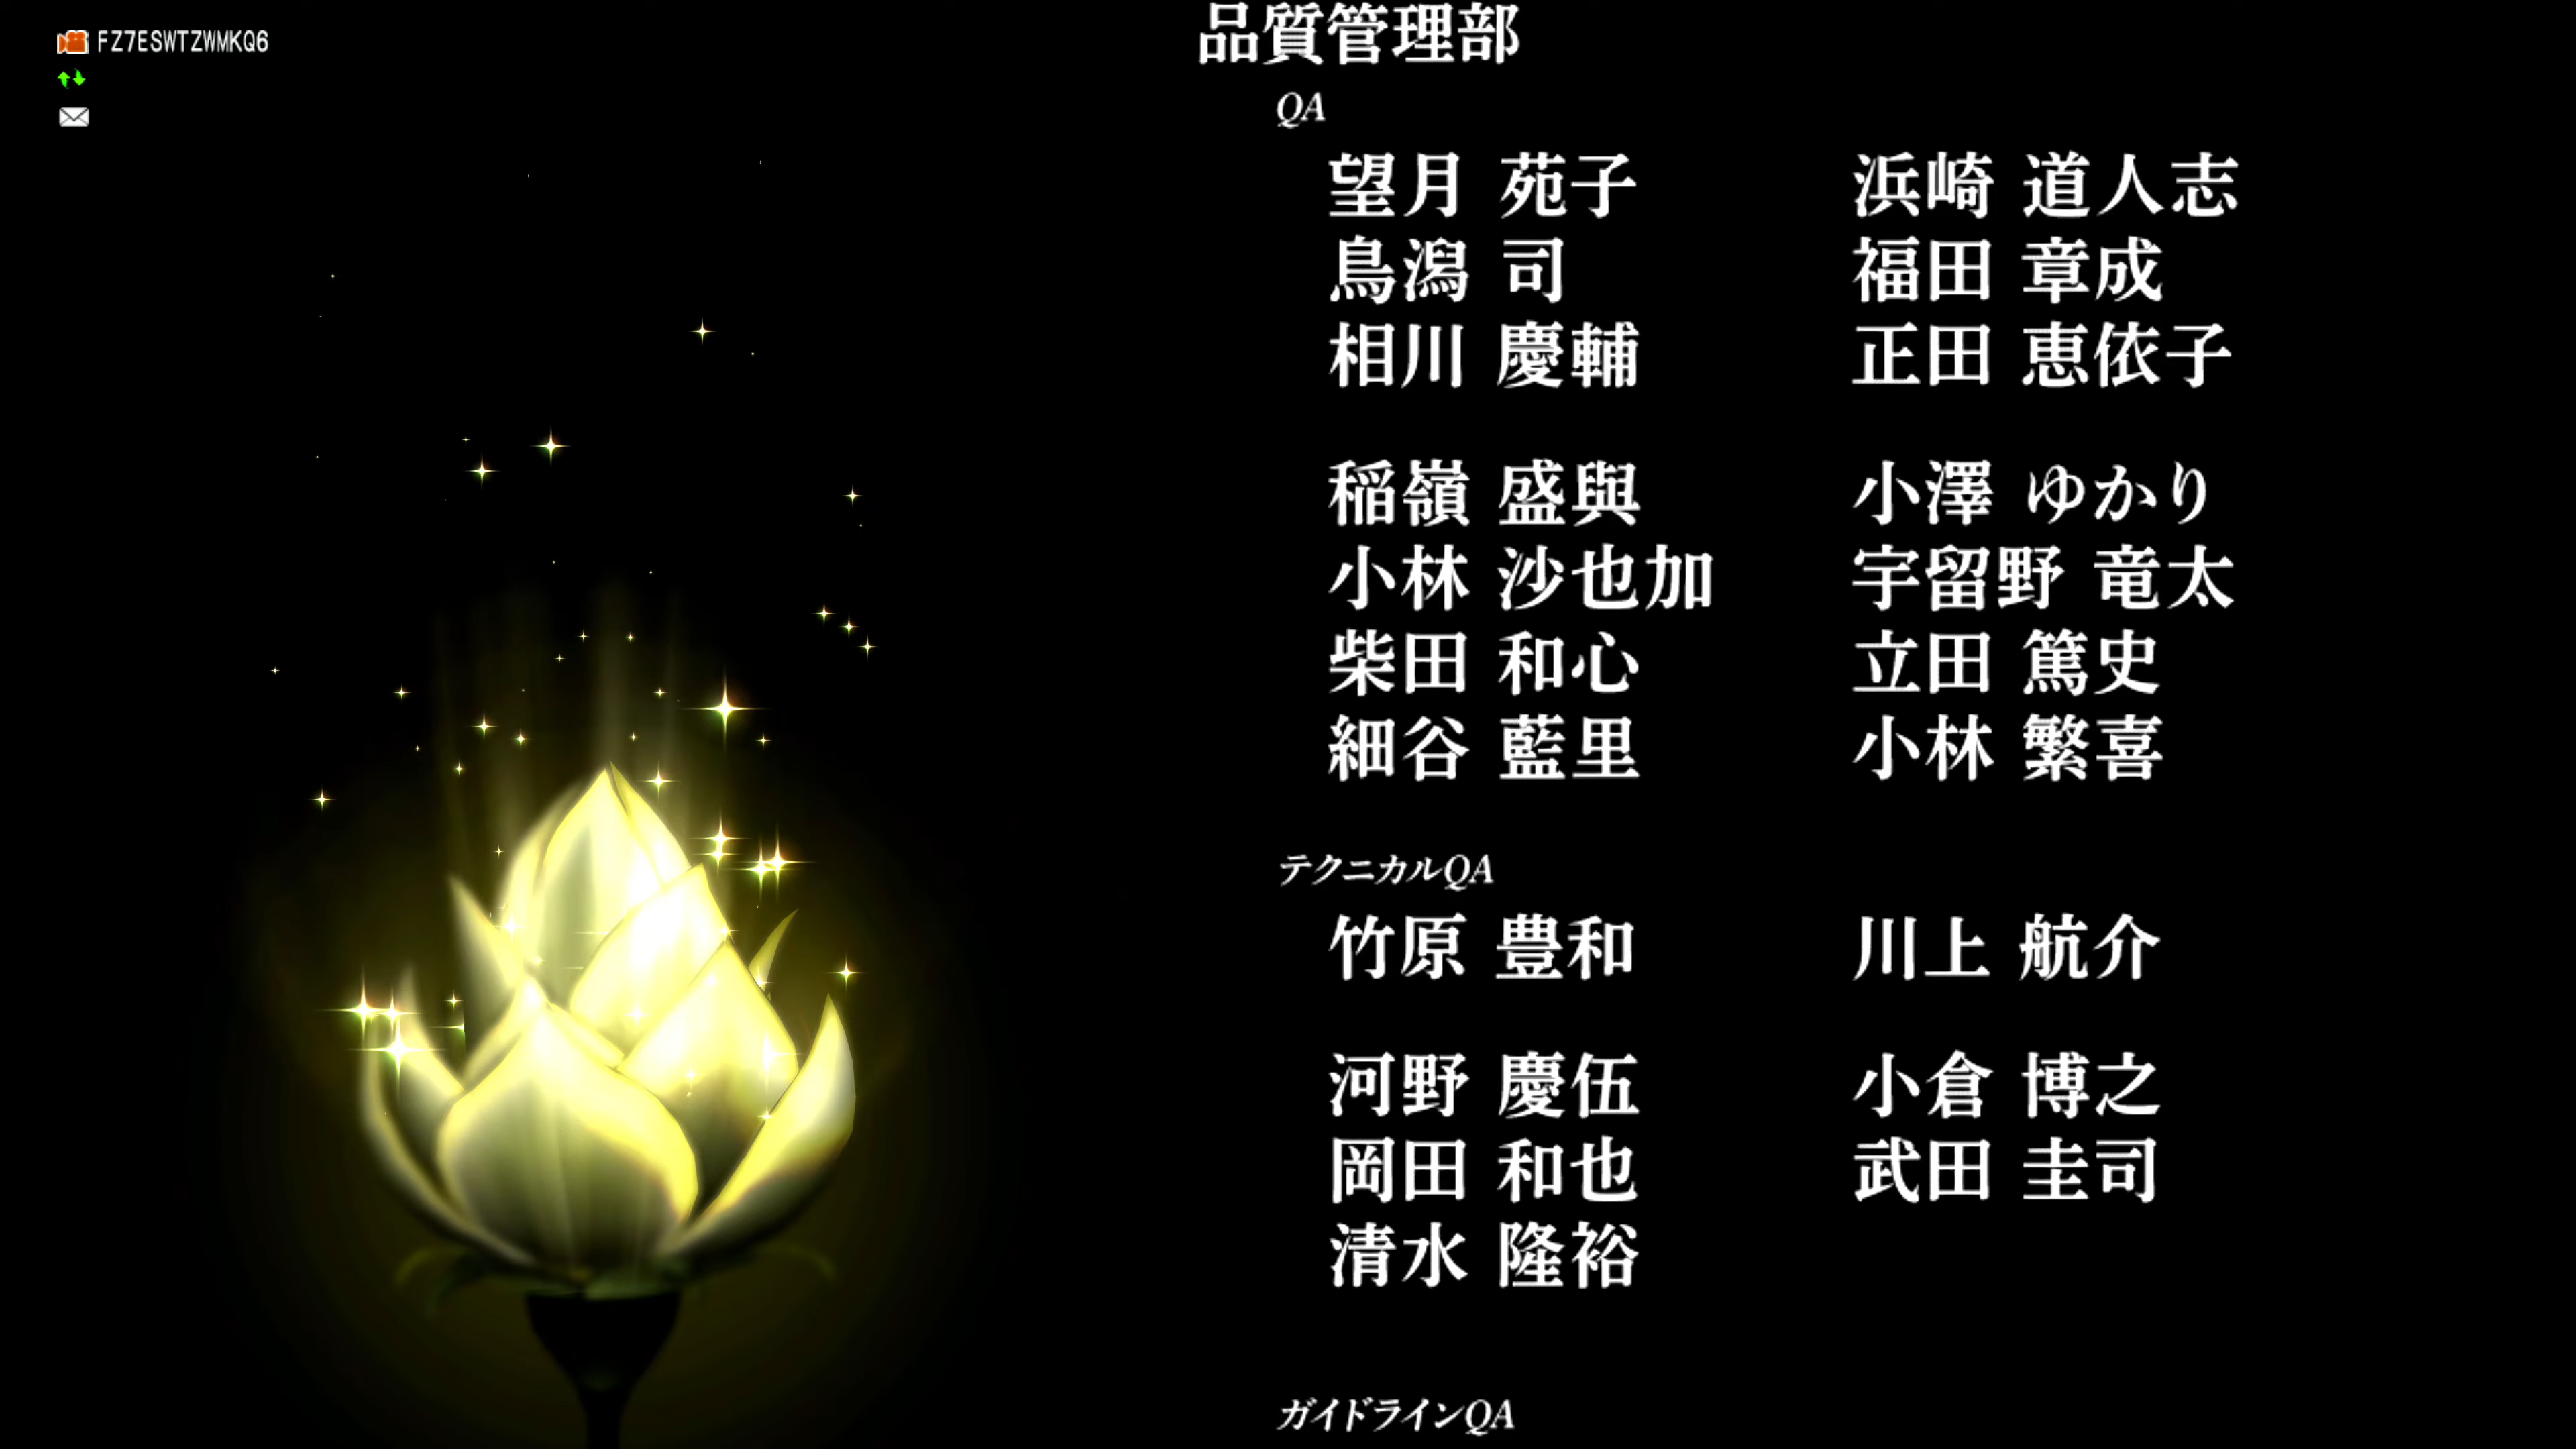 FZ7ESWTZWMKQ6
品質管理部
QA
望月 苑子 浜崎 道人志
鳥潟 司 福田 章成
相川 慶輔 正田 恵依子
稲嶺 盛與 小澤 ゆかり
小林 沙也加 宇留野 竜太
柴田 和心 立田 篤史
細谷 藍里 小林 繁喜
テクニカルQA
竹原 豊和 川上 航介
河野 慶伍 小倉 博之
岡田 和也 武田 圭司
清水 隆裕
ガイドラインQA